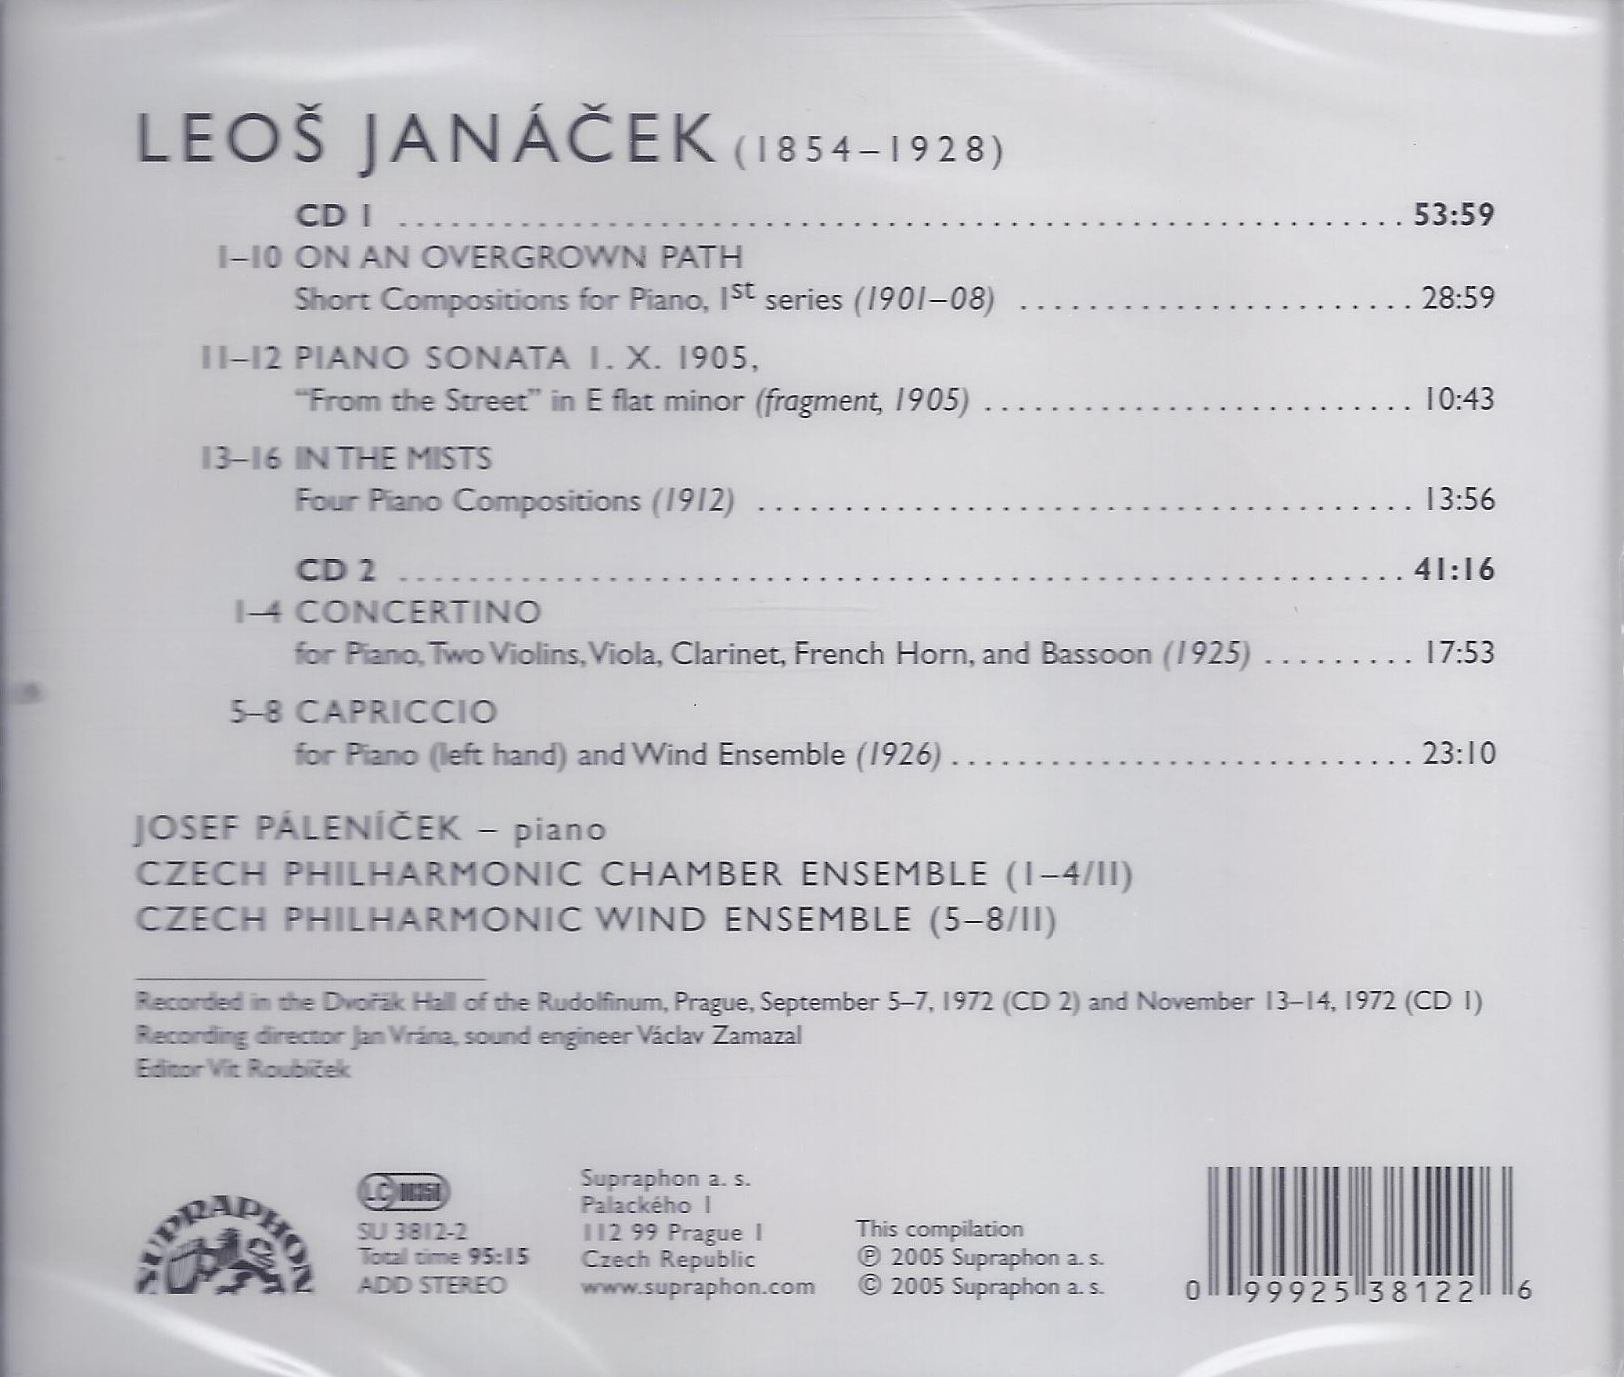 LEOŠ JANÁČEK (1854–1928)
CD 1 53:59
1–10 ON AN OVERGROWN PATH
Short Compositions for Piano, 1st series (1901–08) 28:59
11–12 PIANO SONATA 1. X. 1905,
“From the Street” in E flat minor (fragment, 1905) 10:43
13–16 IN THE MISTS
Four Piano Compositions (1912) 13:56
CD 2 41:16
1–4 CONCERTINO
for Piano, Two Violins, Viola, Clarinet, French Horn, and Bassoon (1925) 17:53
5–8 CAPRICCIO
for Piano (left hand) and Wind Ensemble (1926) 23:10
JOSEF PÁLENÍČEK – piano
CZECH PHILHARMONIC CHAMBER ENSEMBLE (1–4/II)
CZECH PHILHARMONIC WIND ENSEMBLE (5–8/II)
Recorded in the Dvořák Hall of the Rudolfinum, Prague, September 5–7, 1972 (CD 2) and November 13–14, 1972 (CD 1)
Recording director Jan Vrána, sound engineer Václav Zamazal
Editor Vít Roubíček
SUPRAPHON
LC
SU 3812-2
Total time 95:15
ADD STEREO
Supraphon a. s.
Palackého 1
112 99 Prague 1
Czech Republic
www.supraphon.com
This compilation
℗ 2005 Supraphon a. s.
© 2005 Supraphon a. s.
0 99925 38122 6